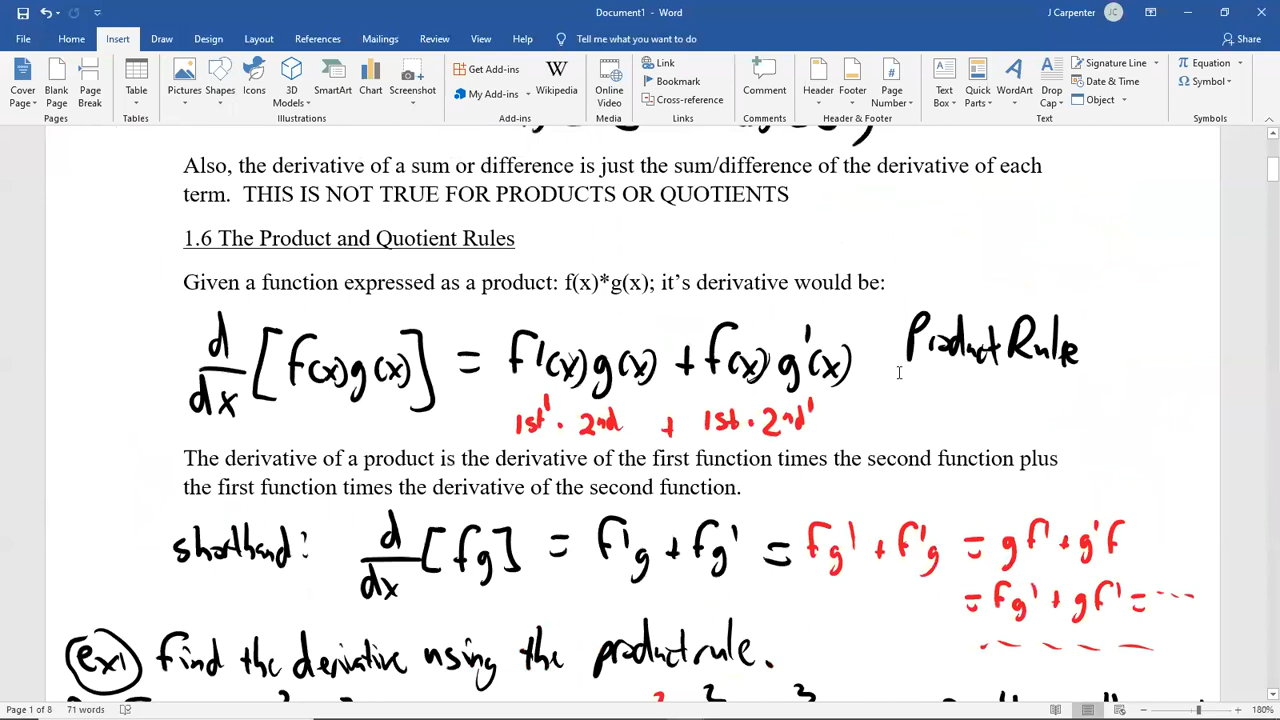 Document1 - Word
J Carpenter JC
File Home Insert Draw Design Layout References Mailings Review View Help Tell me what you want to do Share
Cover Page Blank Page Page Break Table Pictures Shapes Icons 3D Models SmartArt Chart Screenshot Get Add-ins My Add-ins Wikipedia Online Video Link Bookmark Cross-reference Comment Header Footer Page Number Text Box Quick Parts WordArt Drop Cap Signature Line Date & Time Object Equation Symbol
Pages Tables Illustrations Add-ins Media Links Comments Header & Footer Text Symbols
Also, the derivative of a sum or difference is just the sum/difference of the derivative of each
term. THIS IS NOT TRUE FOR PRODUCTS OR QUOTIENTS
1.6 The Product and Quotient Rules
Given a function expressed as a product: f(x)*g(x); it’s derivative would be:
d/dx [f(x)g(x)] = f'(x)g(x) + f(x)g'(x) Product Rule
1st' · 2nd + 1st · 2nd'
The derivative of a product is the derivative of the first function times the second function plus
the first function times the derivative of the second function.
shorthand: d/dx [fg] = f'g + fg' = fg' + f'g = gf' + g'f
= fg' + gf' = ...
ex1 Find the derivative using the product rule.
Page 1 of 8 71 words 180%